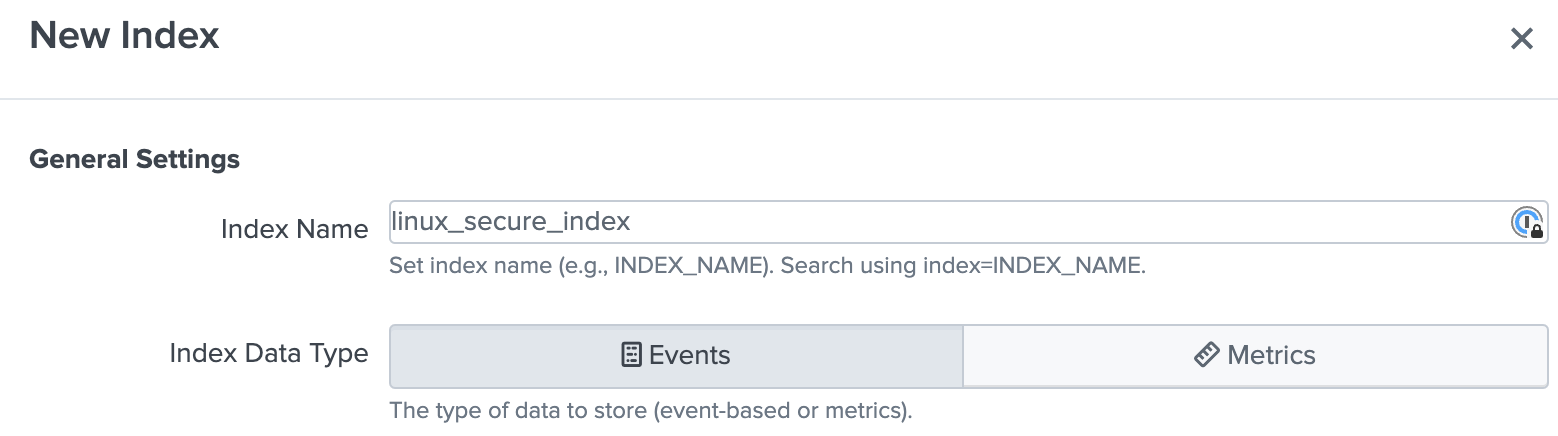 New Index
General Settings
Index Name linux_secure_index
Set index name (e.g., INDEX_NAME). Search using index=INDEX_NAME.
Index Data Type Events Metrics
The type of data to store (event-based or metrics).